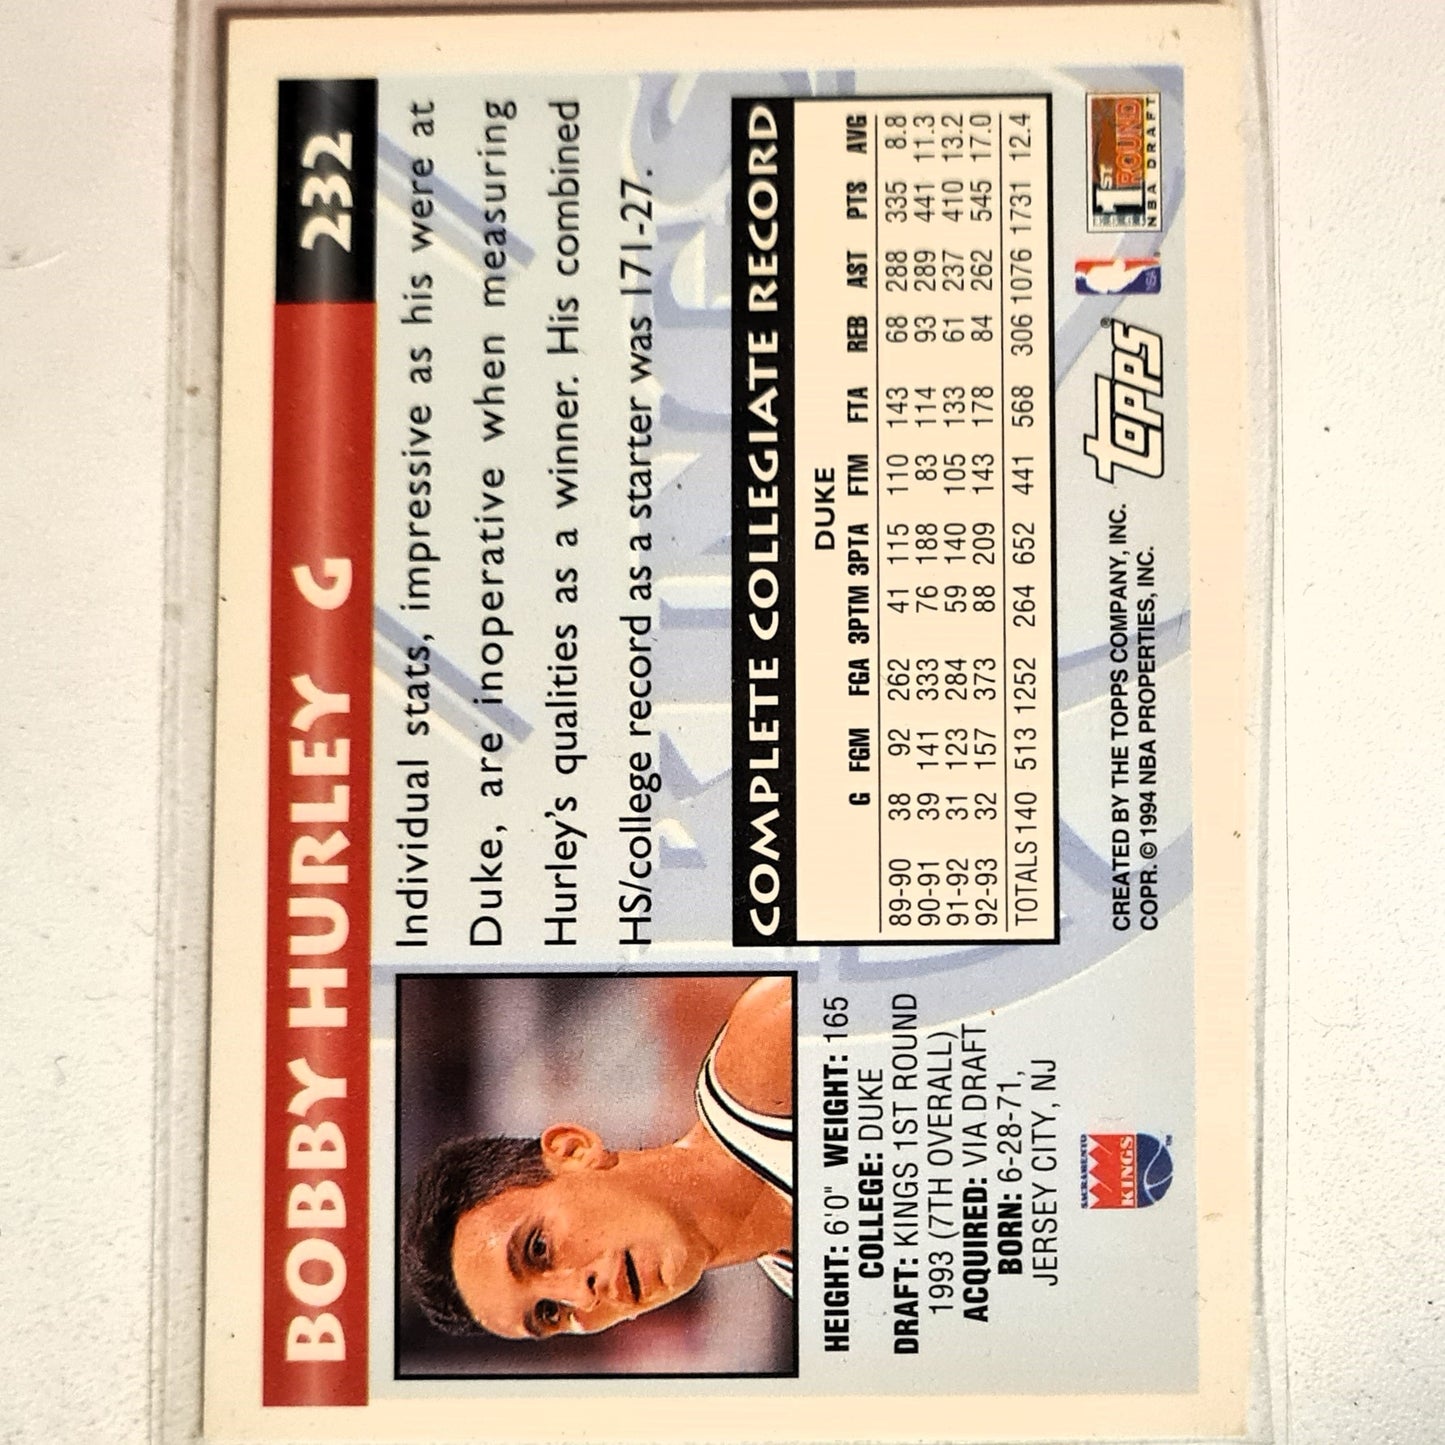 BOBBY HURLEY G 232
Individual stats, impressive as his were at
Duke, are inoperative when measuring
Hurley's qualities as a winner. His combined
HS/college record as a starter was 171-27.
HEIGHT: 6'0" WEIGHT: 165
COLLEGE: DUKE
DRAFT: KINGS 1ST ROUND
1993 (7TH OVERALL)
ACQUIRED: VIA DRAFT
BORN: 6-28-71,
JERSEY CITY, NJ
SACRAMENTO
KINGS
TM
COMPLETE COLLEGIATE RECORD
DUKE
G FGM FGA 3PTM 3PTA FTM FTA REB AST PTS AVG
89-90 38 92 262 41 115 110 143 68 288 335 8.8
90-91 39 141 333 76 188 83 114 93 289 441 11.3
91-92 31 123 284 59 140 105 133 61 237 410 13.2
92-93 32 157 373 88 209 143 178 84 262 545 17.0
TOTALS 140 513 1252 264 652 441 568 306 1076 1731 12.4
CREATED BY THE TOPPS COMPANY, INC.
COPR. © 1994 NBA PROPERTIES, INC.
TOPPS®
NBA
1ST
ROUND
NBA DRAFT
KINGS